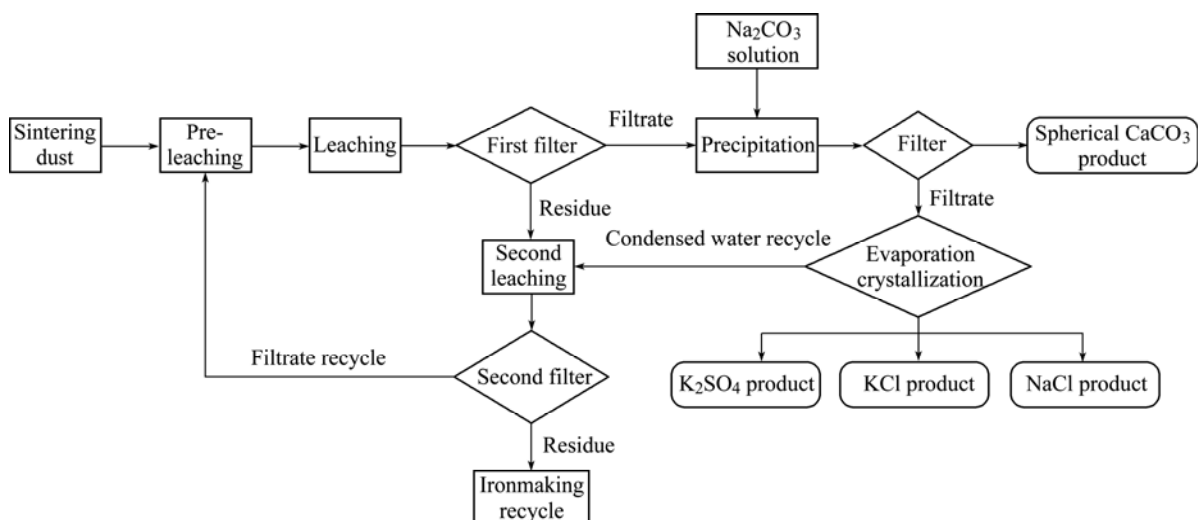 Na₂CO₃
solution
Sintering
dust
Pre-
leaching
Leaching
First filter
Filtrate
Precipitation
Filter
Spherical CaCO₃
product
Residue
Filtrate
Second
leaching
Condensed water recycle
Evaporation
crystallization
Filtrate recycle
Second filter
K₂SO₄ product
KCl product
NaCl product
Residue
Ironmaking
recycle